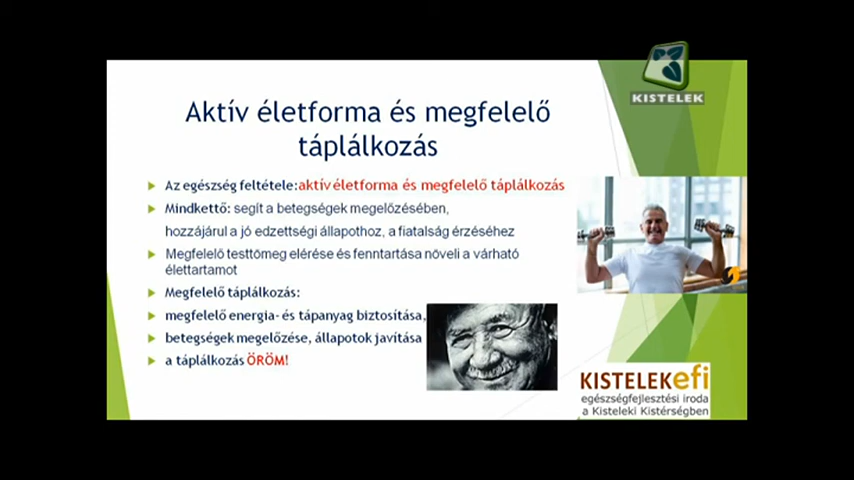 KISTELEK
Aktív életforma és megfelelő
táplálkozás
Az egészség feltétele:aktív életforma és megfelelő táplálkozás
Mindkettő: segít a betegségek megelőzésében,
hozzájárul a jó edzettségi állapothoz, a fiatalság érzéséhez
Megfelelő testtömeg elérése és fenntartása növeli a várható
élettartamot
Megfelelő táplálkozás:
megfelelő energia- és tápanyag biztosítása,
betegségek megelőzése, állapotok javítása
a táplálkozás ÖRÖM!
KISTELEKefi
egészségfejlesztési iroda
a Kisteleki Kistérségben